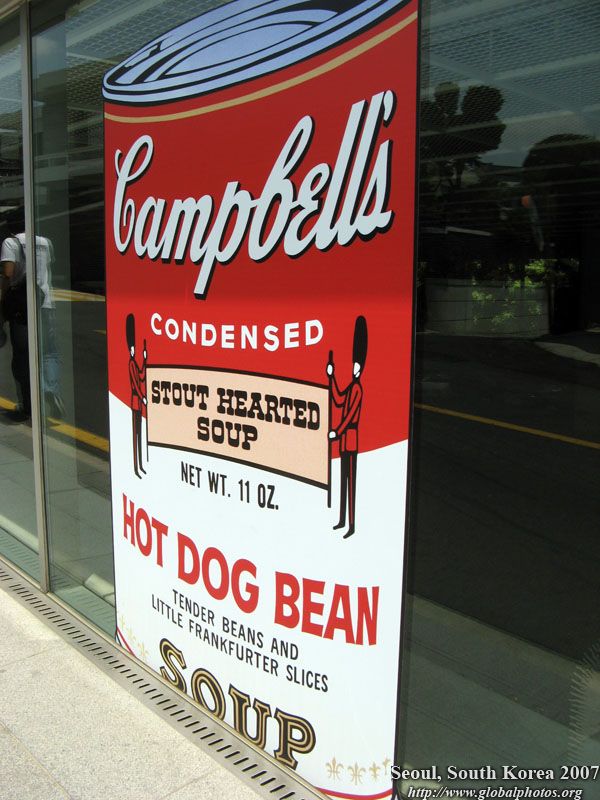 Campbell's
CONDENSED
STOUT HEARTED
SOUP
NET WT. 11 OZ.
HOT DOG BEAN
TENDER BEANS AND
LITTLE FRANKFURTER SLICES
SOUP
Seoul, South Korea 2007
http://www.globalphotos.org